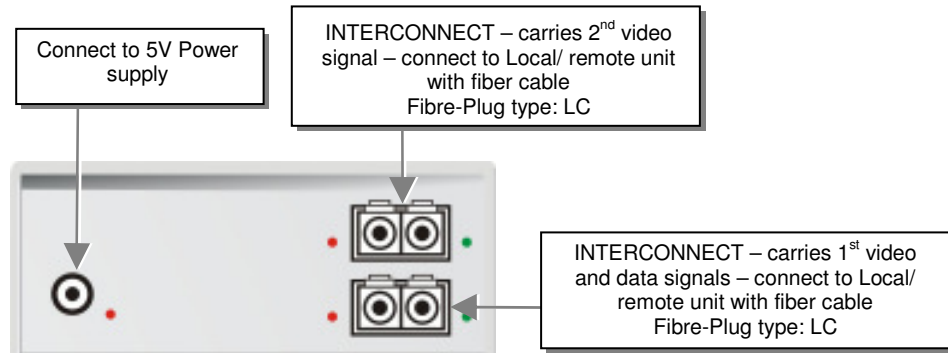 Connect to 5V Power
supply
INTERCONNECT – carries 2nd video
signal – connect to Local/ remote unit
with fiber cable
Fibre-Plug type: LC
INTERCONNECT – carries 1st video
and data signals – connect to Local/
remote unit with fiber cable
Fibre-Plug type: LC